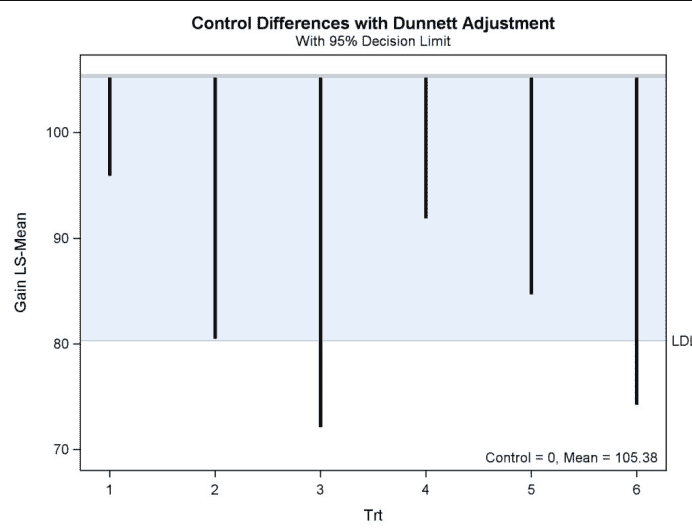 Control Differences with Dunnett Adjustment
With 95% Decision Limit
Gain LS-Mean
100
90
80
70
LDL
Control = 0, Mean = 105.38
1 2 3 4 5 6
Trt